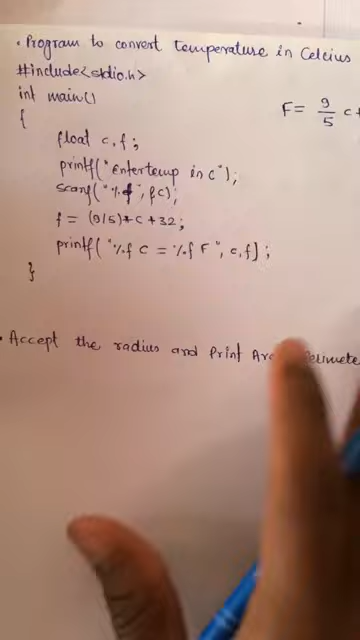 • Program to convert temperature in Celcius
#include<stdio.h>
int main()
F = 9/5 c +
{
float c, f;
printf("Enter temp in c");
scanf("%f", &c);
f = (9/5)*c + 32;
printf("%f C = %f F", c, f);
}
• Accept the radius and Print